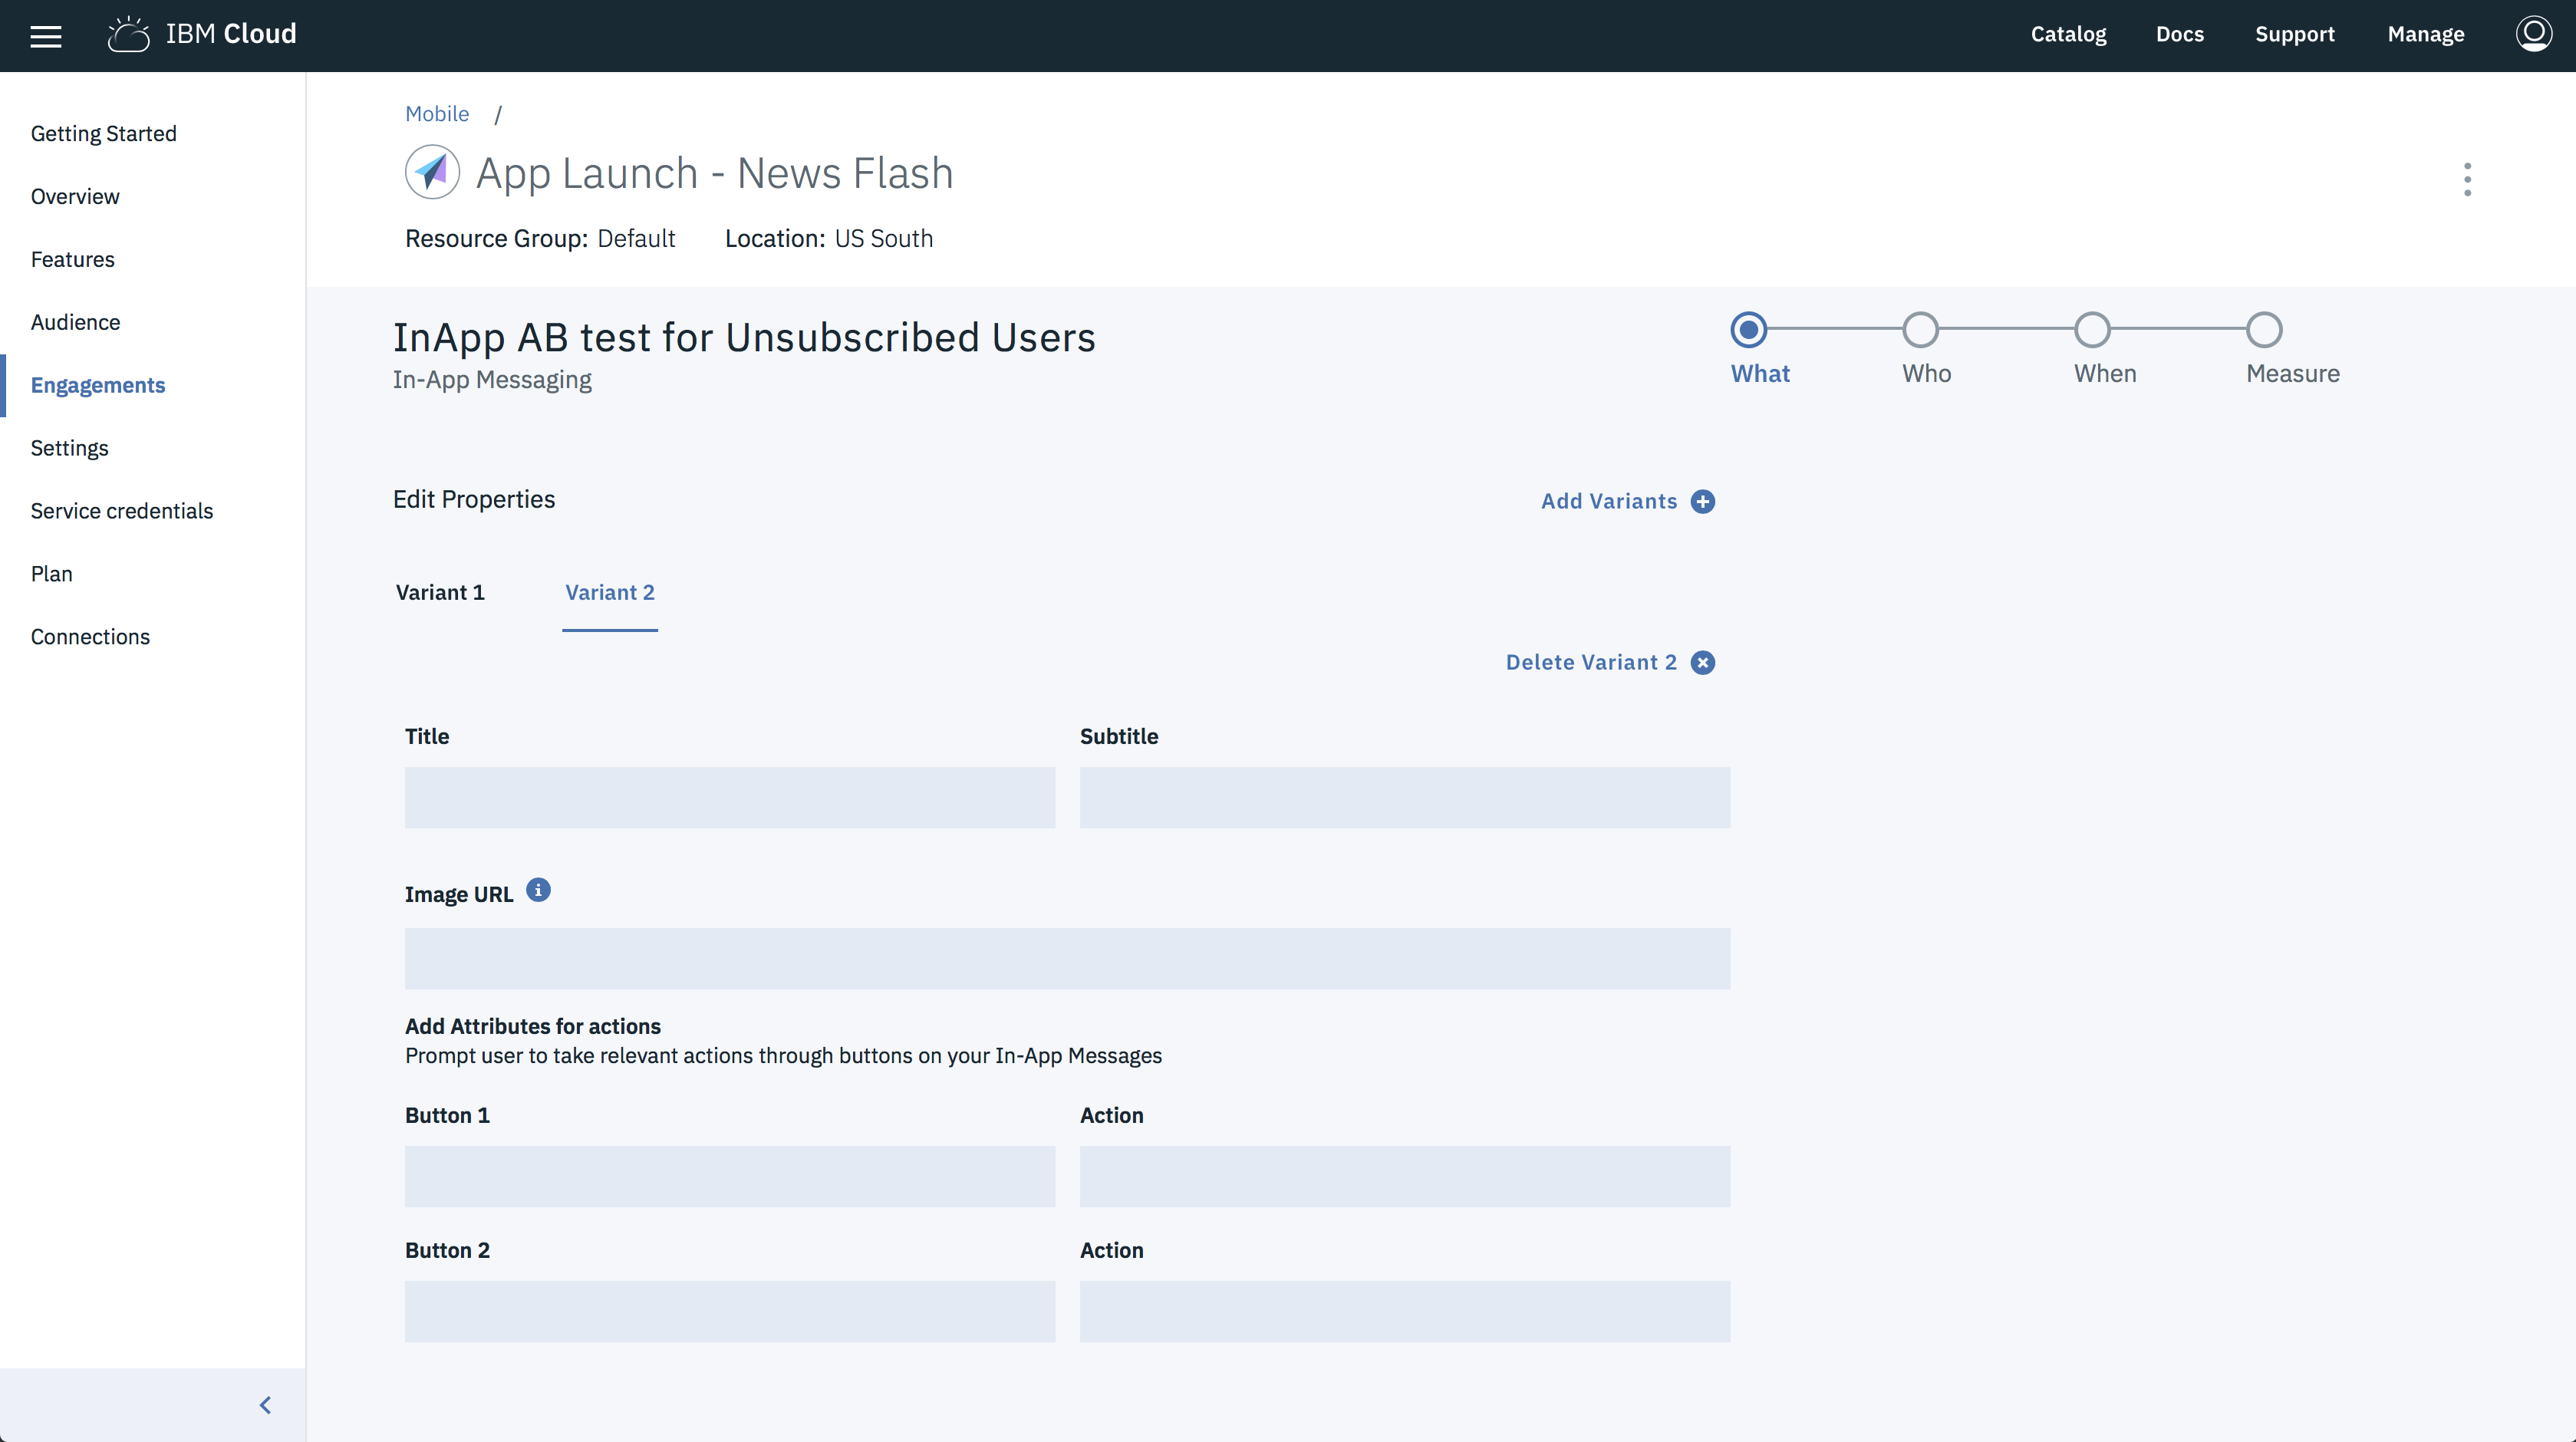 IBM Cloud
Catalog Docs Support Manage
Getting Started
Overview
Features
Audience
Engagements
Settings
Service credentials
Plan
Connections
Mobile /
App Launch - News Flash
Resource Group: Default Location: US South
InApp AB test for Unsubscribed Users
In-App Messaging
What Who When Measure
Edit Properties
Add Variants
Variant 1 Variant 2
Delete Variant 2
Title Subtitle
Image URL
Add Attributes for actions
Prompt user to take relevant actions through buttons on your In-App Messages
Button 1 Action
Button 2 Action